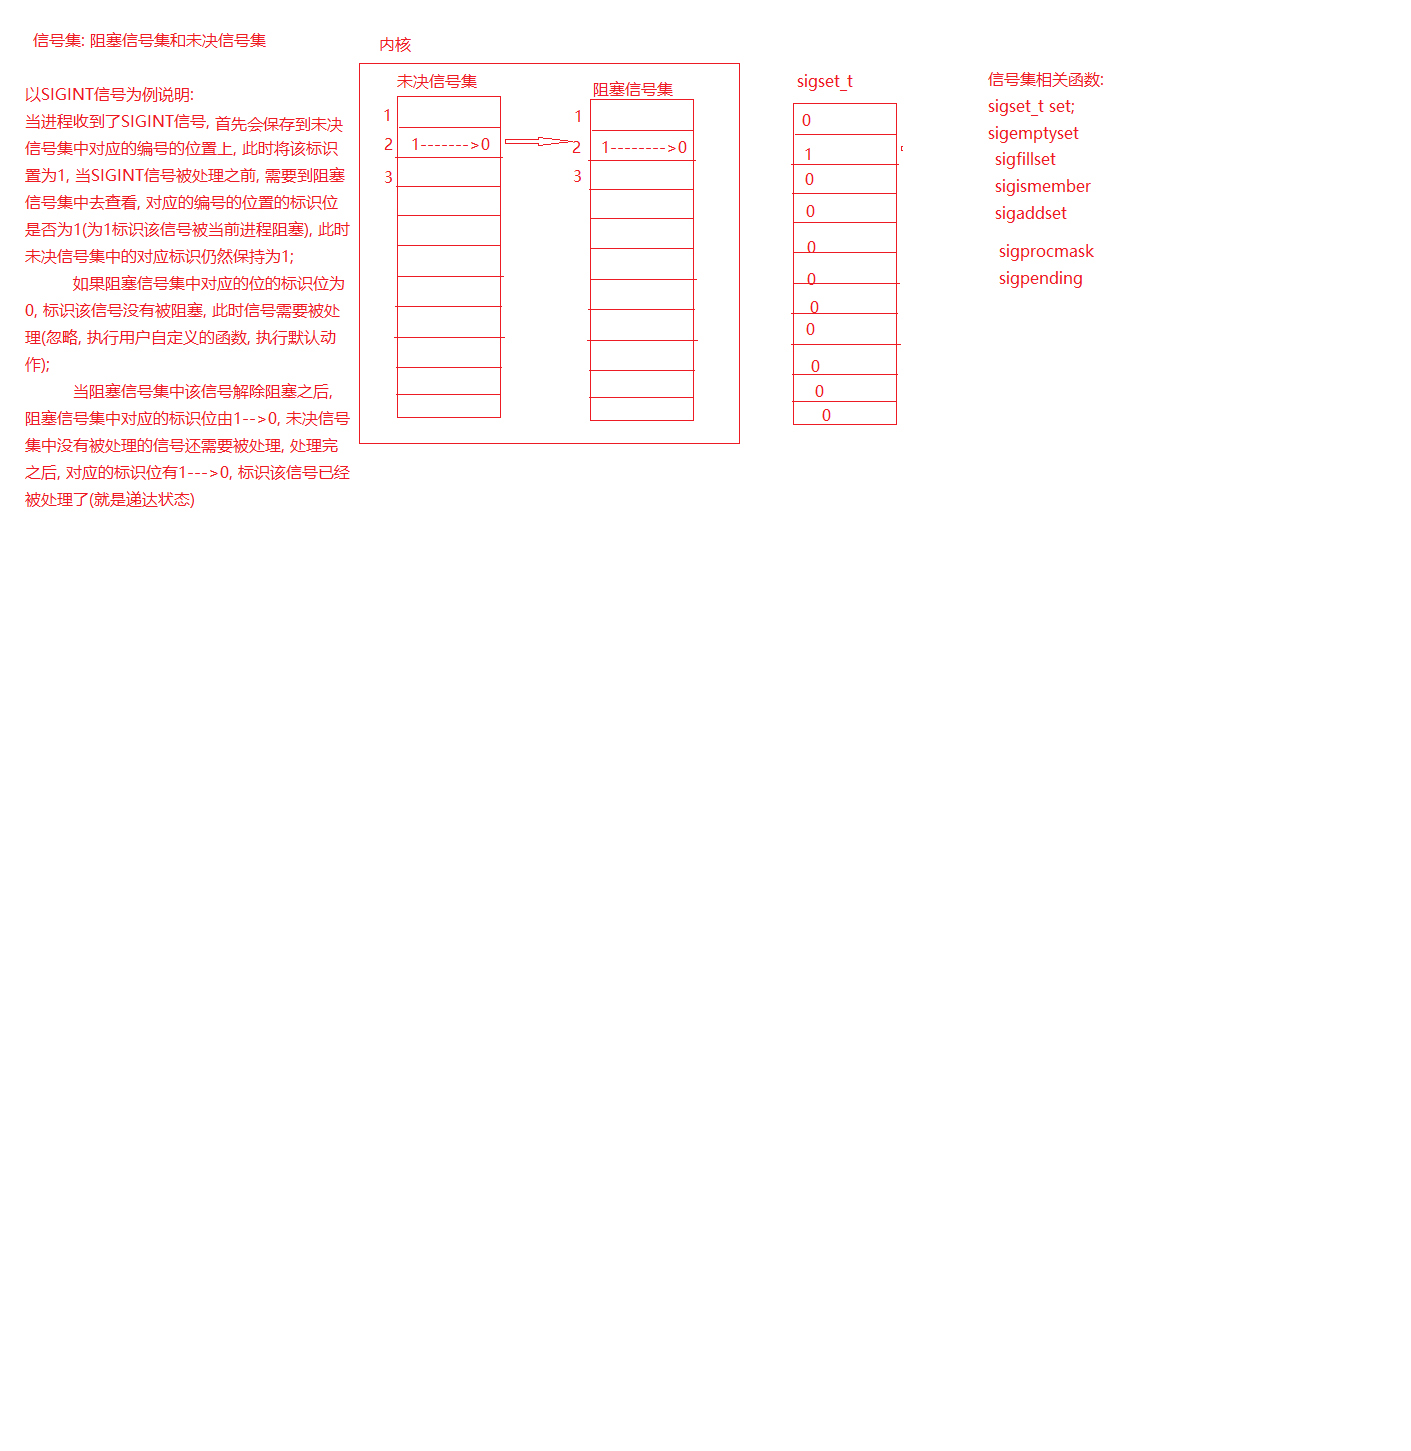 信号集: 阻塞信号集和未决信号集
以SIGINT信号为例说明:
当进程收到了SIGINT信号, 首先会保存到未决
信号集中对应的编号的位置上, 此时将该标识
置为1, 当SIGINT信号被处理之前, 需要到阻塞
信号集中去查看, 对应的编号的位置的标识位
是否为1(为1标识该信号被当前进程阻塞), 此时
未决信号集中的对应标识仍然保持为1;
如果阻塞信号集中对应的位的标识位为
0, 标识该信号没有被阻塞, 此时信号需要被处
理(忽略, 执行用户自定义的函数, 执行默认动
作);
当阻塞信号集中该信号解除阻塞之后,
阻塞信号集中对应的标识位由1-->0, 未决信号
集中没有被处理的信号还需要被处理, 处理完
之后, 对应的标识位有1--->0, 标识该信号已经
被处理了(就是递达状态)
内核
未决信号集
1
2 1------->0
3
阻塞信号集
1
2 1-------->0
3
sigset_t
0
1
0
0
0
0
0
0
0
0
0
信号集相关函数:
sigset_t set;
sigemptyset
sigfillset
sigismember
sigaddset
sigprocmask
sigpending